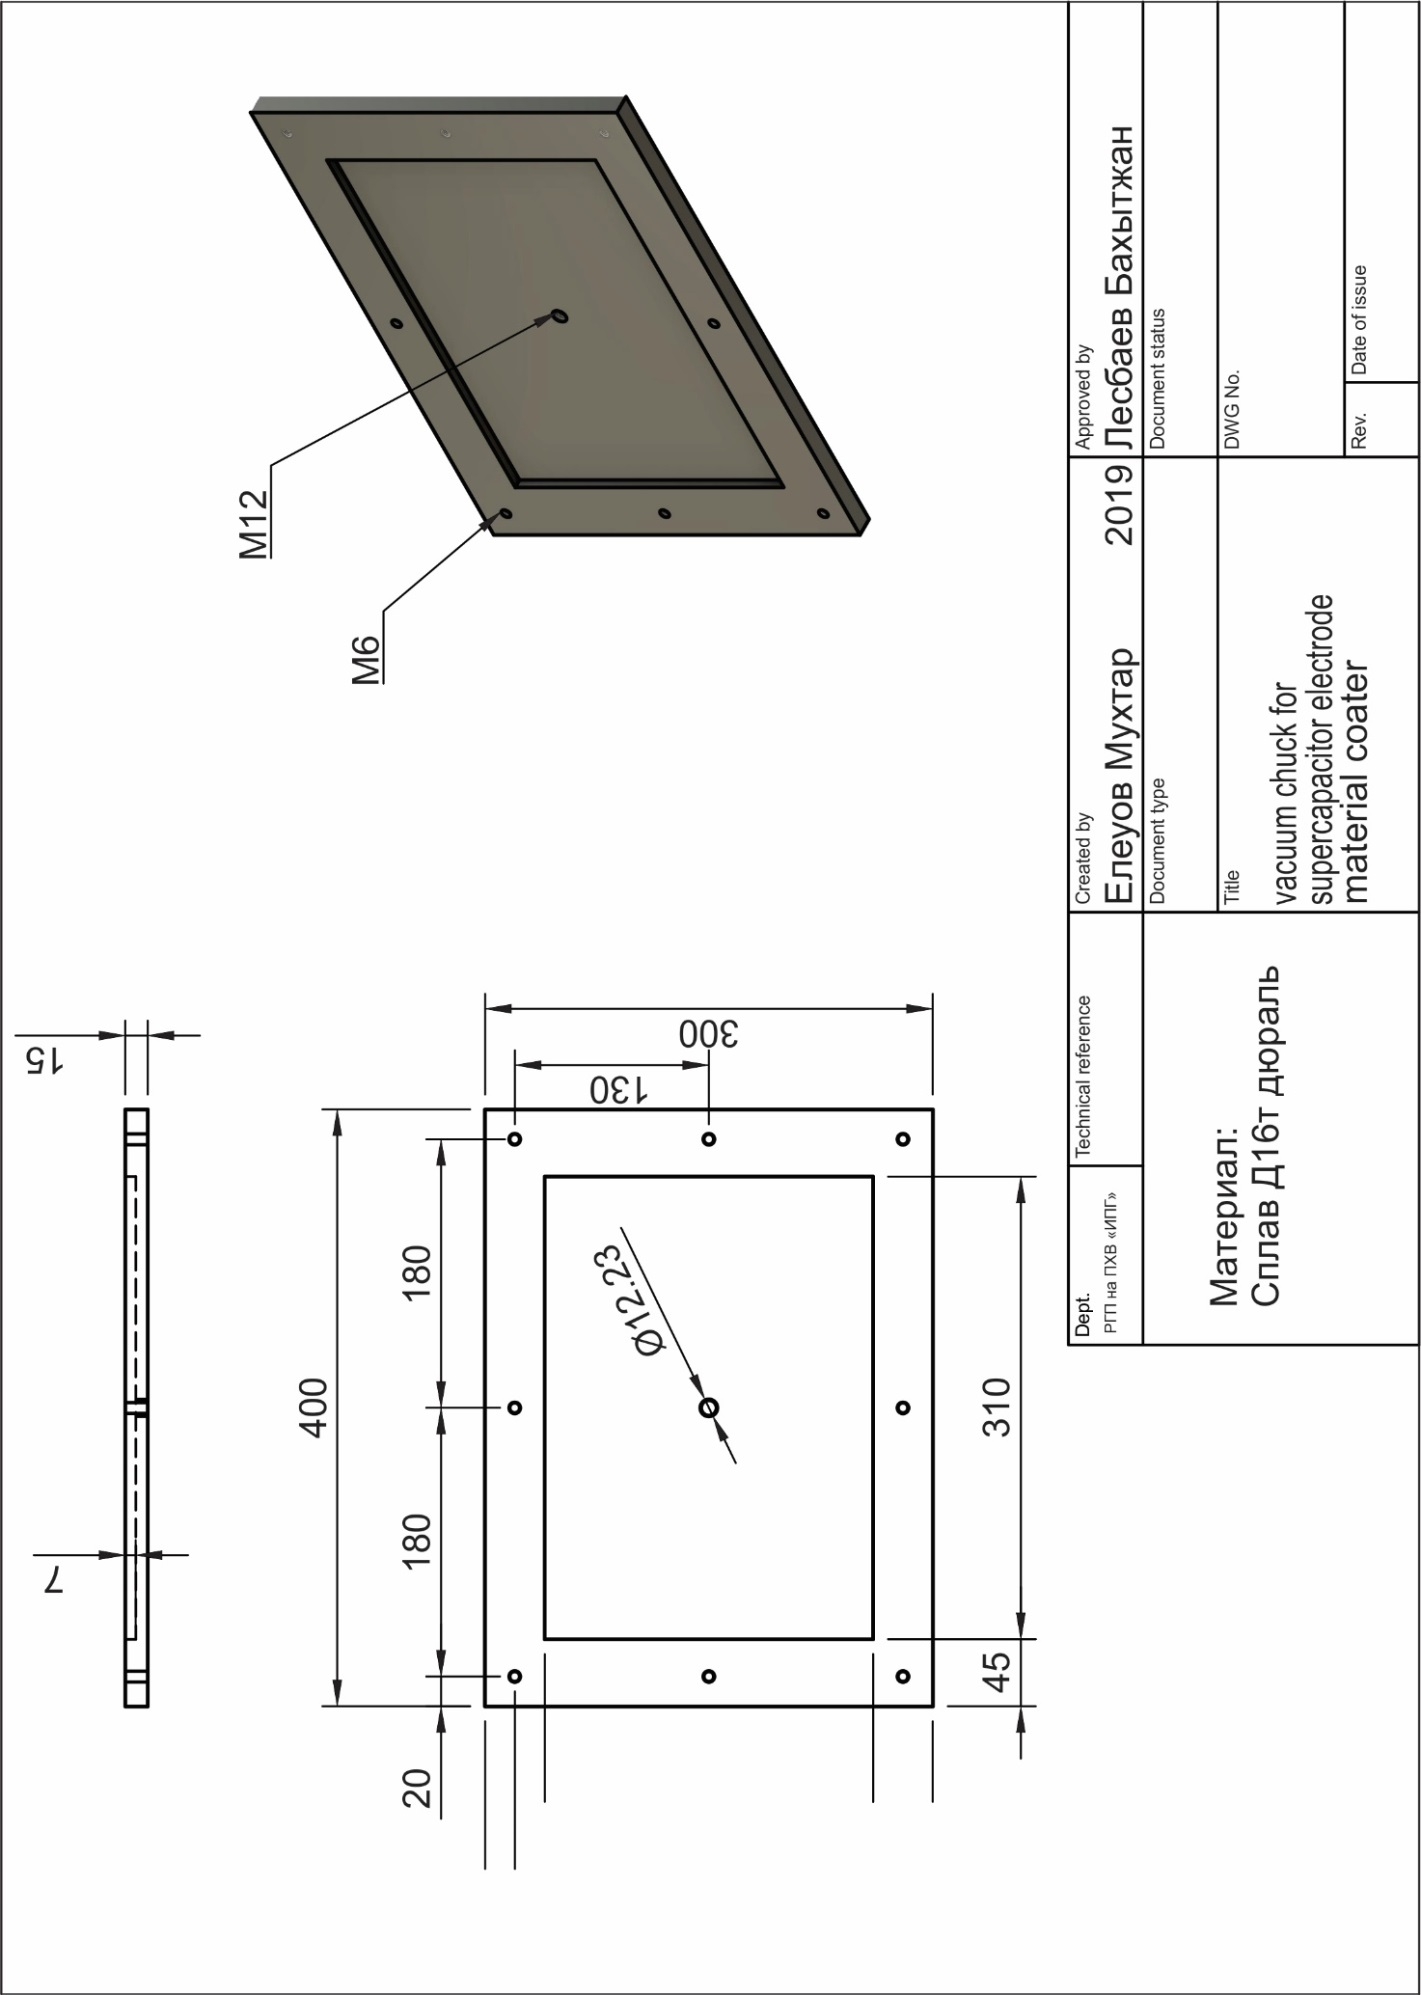 15
7
400
180
180
20
300
130
Ø12.23
310
45
M12
M6
Dept.
РГП на ПХВ «ИПГ»
Technical reference
Created by
Елеуов Мухтар 2019
Approved by
Лесбаев Бахытжан
Материал:
Сплав Д16т дюраль
Document type
Document status
Title
vacuum chuck for
supercapacitor electrode
material coater
DWG No.
Rev.
Date of issue